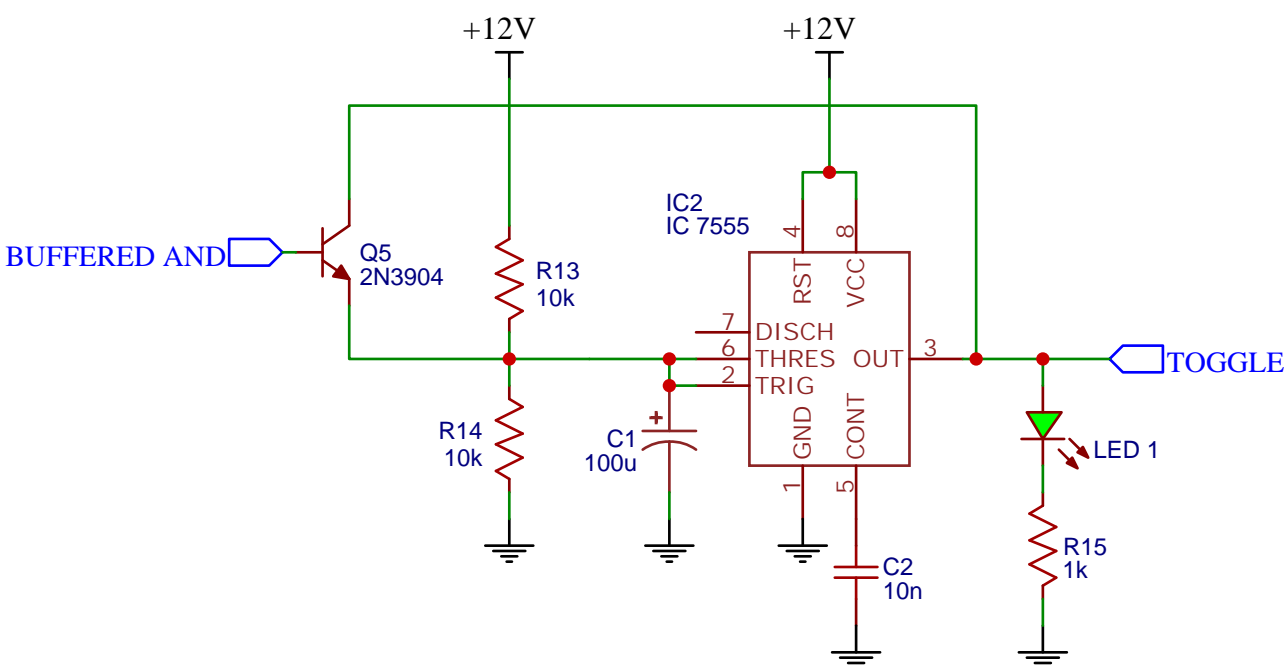 +12V
+12V
IC2
IC 7555
4
8
BUFFERED AND
Q5
2N3904
R13
10k
RST
VCC
7
DISCH
6
THRES
OUT
3
2
TRIG
TOGGLE
R14
10k
+
C1
100u
GND
CONT
LED 1
1
5
R15
1k
C2
10n